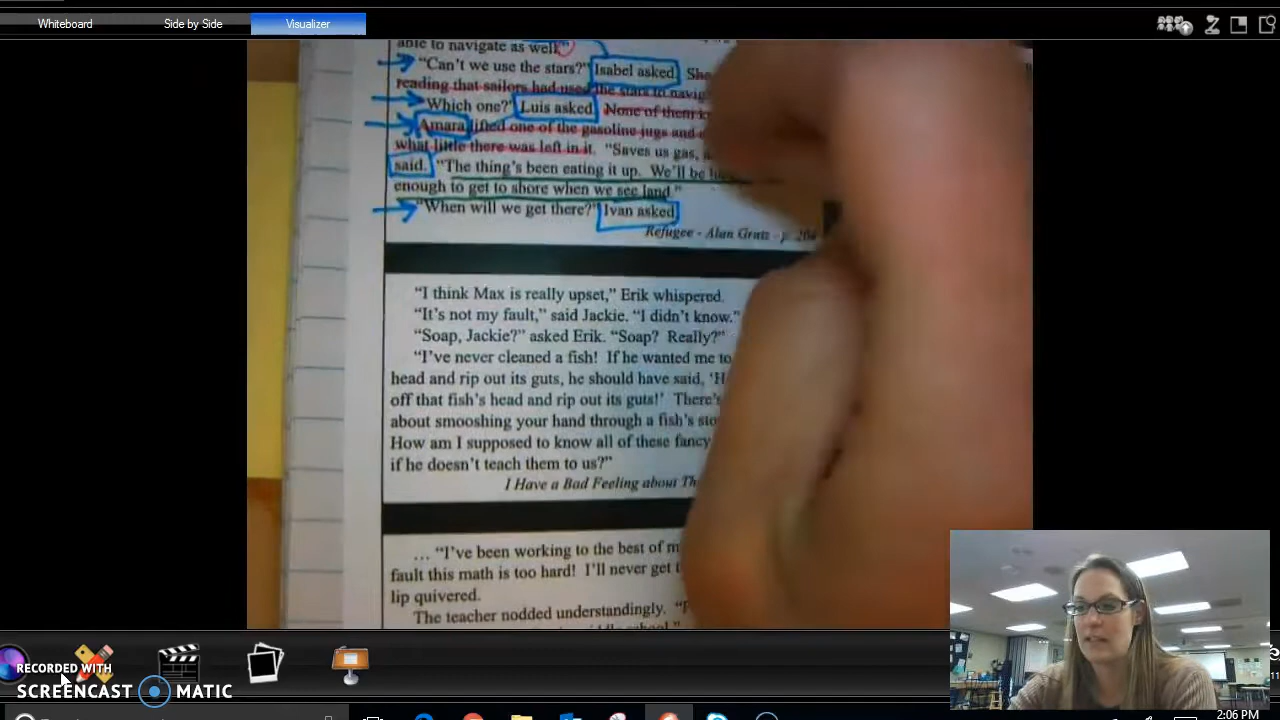 Whiteboard
Side by Side
Visualizer
able to navigate as well."
"Can't we use the stars?" Isabel asked. She
reading that sailors had used the stars to navig
"Which one?" Luis asked. None of them k
Amara lifted one of the gasoline jugs and
what little there was left in it. "Saves us gas,
said. "The thing's been eating it up. We'll be
enough to get to shore when we see land."
"When will we get there?" Ivan asked
Refugee - Alan Gratz - p. 204
"I think Max is really upset," Erik whispered.
"It's not my fault," said Jackie. "I didn't know."
"Soap, Jackie?" asked Erik. "Soap? Really?"
"I've never cleaned a fish! If he wanted me to
head and rip out its guts, he should have said, 'H
off that fish's head and rip out its guts!' There's
about smooshing your hand through a fish's sto
How am I supposed to know all of these fancy
if he doesn't teach them to us?"
I Have a Bad Feeling about Th
... "I've been working to the best of m
fault this math is too hard! I'll never get t
lip quivered.
The teacher nodded understandingly.
RECORDED WITH
SCREENCAST MATIC
2:06 PM